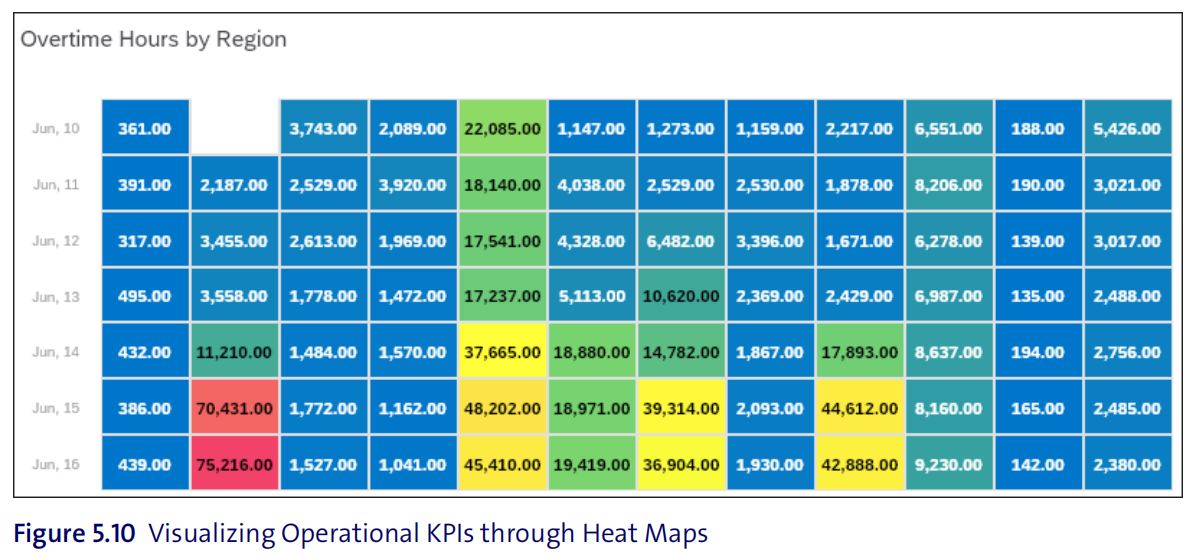 Overtime Hours by Region
Jun, 10 361.00 3,743.00 2,089.00 22,085.00 1,147.00 1,273.00 1,159.00 2,217.00 6,551.00 188.00 5,426.00
Jun, 11 391.00 2,187.00 2,529.00 3,920.00 18,140.00 4,038.00 2,529.00 2,530.00 1,878.00 8,206.00 190.00 3,021.00
Jun, 12 317.00 3,455.00 2,613.00 1,969.00 17,541.00 4,328.00 6,482.00 3,396.00 1,671.00 6,278.00 139.00 3,017.00
Jun, 13 495.00 3,558.00 1,778.00 1,472.00 17,237.00 5,113.00 10,620.00 2,369.00 2,429.00 6,987.00 135.00 2,488.00
Jun, 14 432.00 11,210.00 1,484.00 1,570.00 37,665.00 18,880.00 14,782.00 1,867.00 17,893.00 8,637.00 194.00 2,756.00
Jun, 15 386.00 70,431.00 1,772.00 1,162.00 48,202.00 18,971.00 39,314.00 2,093.00 44,612.00 8,160.00 165.00 2,485.00
Jun, 16 439.00 75,216.00 1,527.00 1,041.00 45,410.00 19,419.00 36,904.00 1,930.00 42,888.00 9,230.00 142.00 2,380.00
Figure 5.10 Visualizing Operational KPIs through Heat Maps